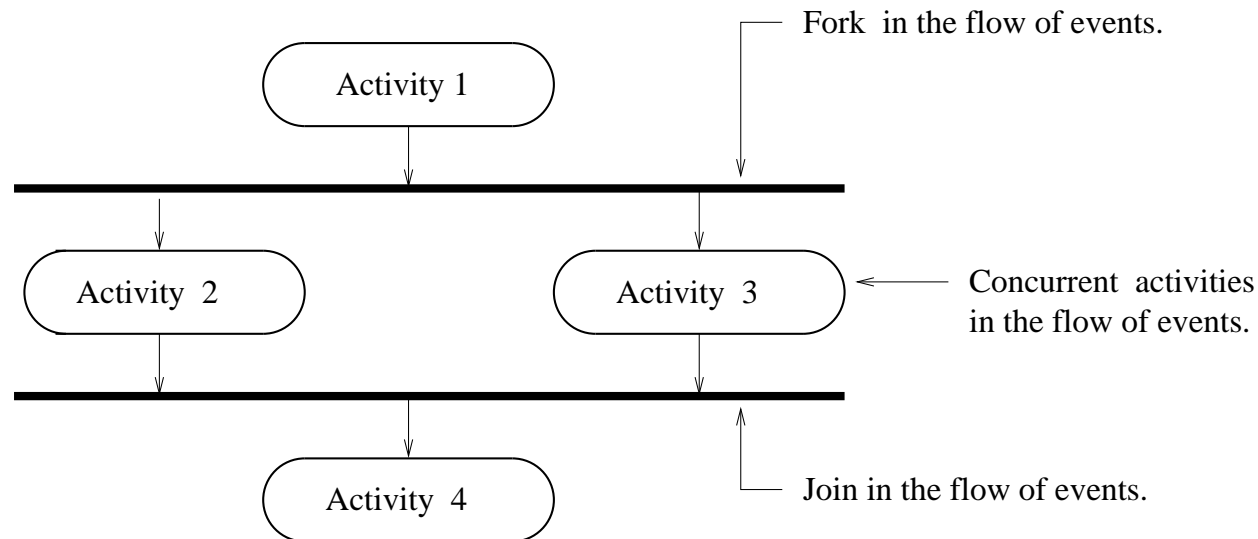 Fork in the flow of events.
Activity 1
Activity 2
Activity 3
Concurrent activities
in the flow of events.
Join in the flow of events.
Activity 4